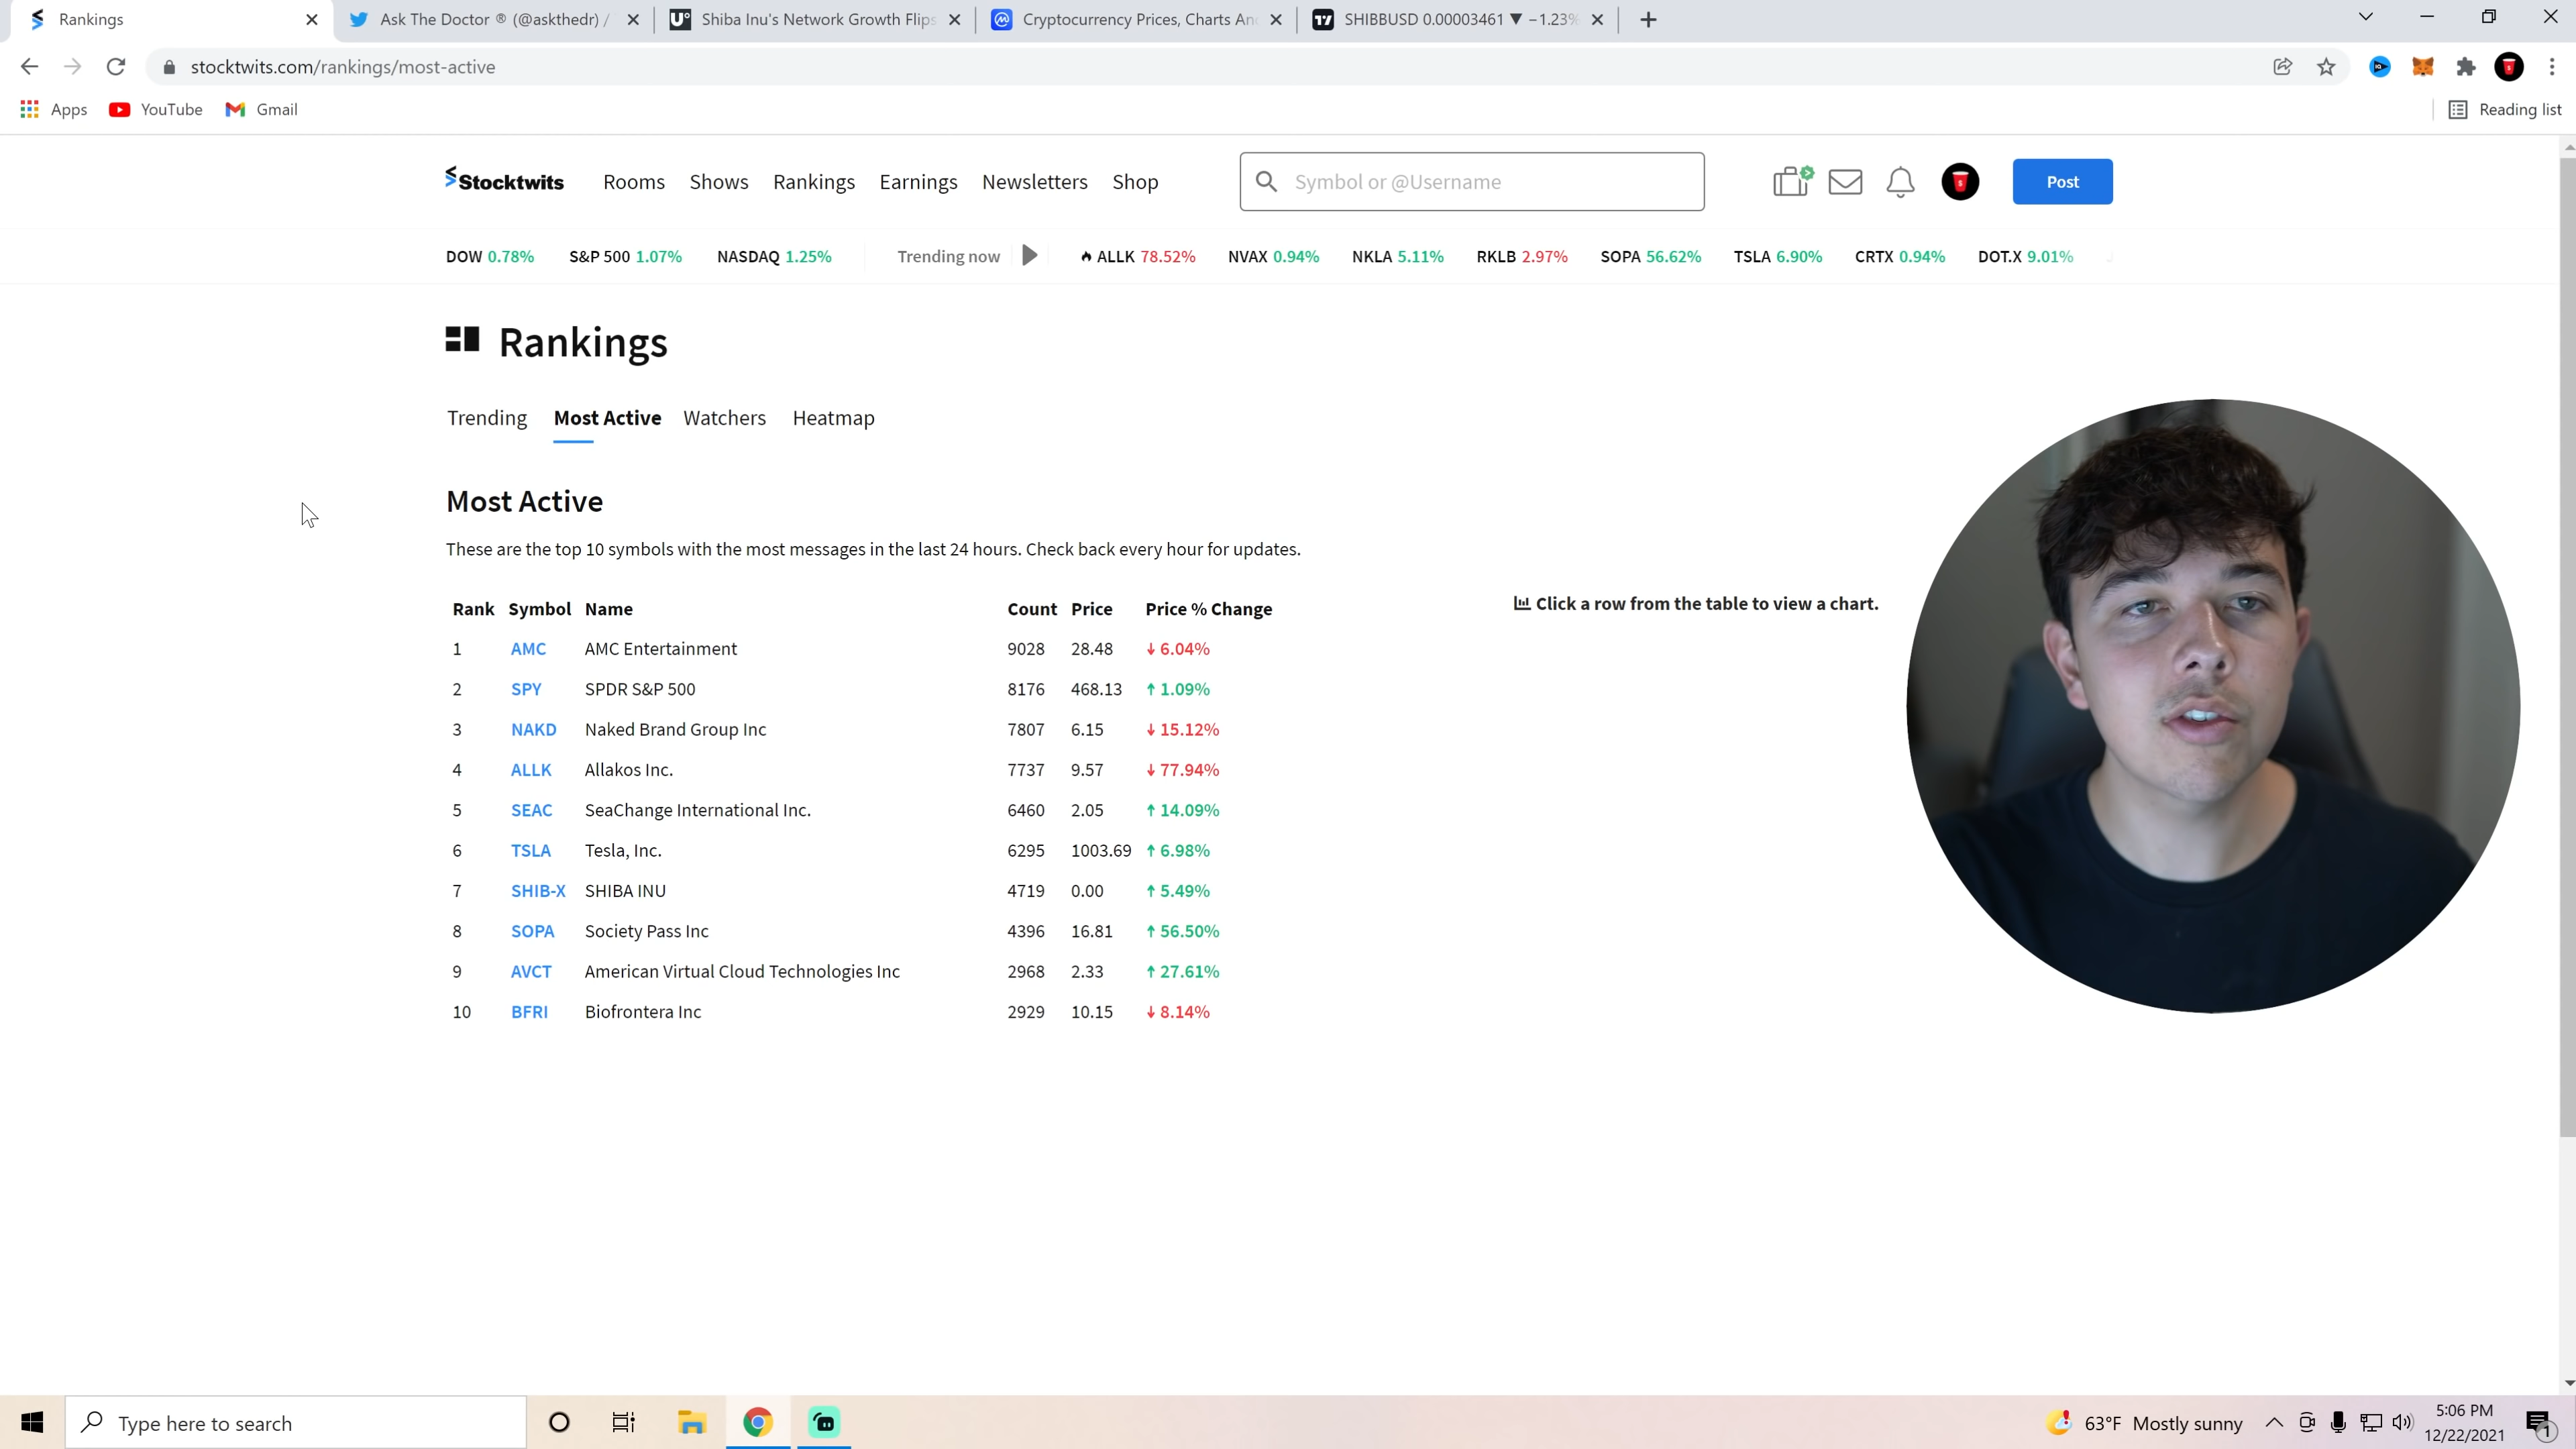 Rankings
Ask The Doctor ® (@askthedr) /
Shiba Inu's Network Growth Flips
Cryptocurrency Prices, Charts An
SHIBBUSD 0.00003461 ▼ −1.23%
stocktwits.com/rankings/most-active
Apps YouTube Gmail Reading list
Stocktwits Rooms Shows Rankings Earnings Newsletters Shop Symbol or @Username Post
DOW 0.78% S&P 500 1.07% NASDAQ 1.25% Trending now ALLK 78.52% NVAX 0.94% NKLA 5.11% RKLB 2.97% SOPA 56.62% TSLA 6.90% CRTX 0.94% DOT.X 9.01%
Rankings
Trending Most Active Watchers Heatmap
Most Active
These are the top 10 symbols with the most messages in the last 24 hours. Check back every hour for updates.
Click a row from the table to view a chart.
Rank Symbol Name Count Price Price % Change
1 AMC AMC Entertainment 9028 28.48 ↓ 6.04%
2 SPY SPDR S&P 500 8176 468.13 ↑ 1.09%
3 NAKD Naked Brand Group Inc 7807 6.15 ↓ 15.12%
4 ALLK Allakos Inc. 7737 9.57 ↓ 77.94%
5 SEAC SeaChange International Inc. 6460 2.05 ↑ 14.09%
6 TSLA Tesla, Inc. 6295 1003.69 ↑ 6.98%
7 SHIB-X SHIBA INU 4719 0.00 ↑ 5.49%
8 SOPA Society Pass Inc 4396 16.81 ↑ 56.50%
9 AVCT American Virtual Cloud Technologies Inc 2968 2.33 ↑ 27.61%
10 BFRI Biofrontera Inc 2929 10.15 ↓ 8.14%
Type here to search
63°F Mostly sunny
5:06 PM
12/22/2021
1